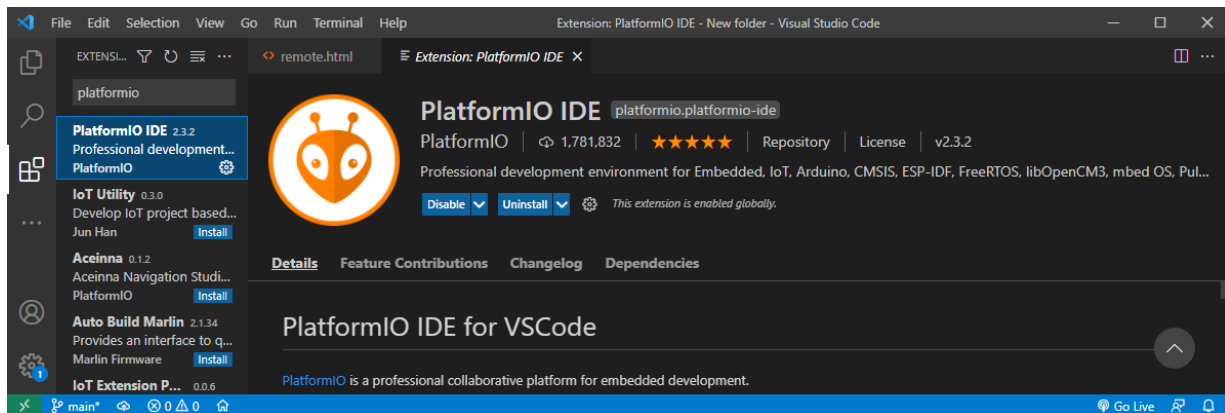 File Edit Selection View Go Run Terminal Help
Extension: PlatformIO IDE - New folder - Visual Studio Code
EXTENSI...
remote.html
Extension: PlatformIO IDE
platformio
PlatformIO IDE 2.3.2
Professional development...
PlatformIO
IoT Utility 0.3.0
Develop IoT project based...
Jun Han Install
Aceinna 0.1.2
Aceinna Navigation Studi...
PlatformIO Install
Auto Build Marlin 2.1.34
Provides an interface to q...
Marlin Firmware Install
IoT Extension P... 0.0.6
PlatformIO IDE platformio.platformio-ide
PlatformIO 1,781,832 Repository License v2.3.2
Professional development environment for Embedded, IoT, Arduino, CMSIS, ESP-IDF, FreeRTOS, libOpenCM3, mbed OS, Pul...
Disable Uninstall This extension is enabled globally.
Details Feature Contributions Changelog Dependencies
PlatformIO IDE for VSCode
PlatformIO is a professional collaborative platform for embedded development.
1
main* 0 0 Go Live